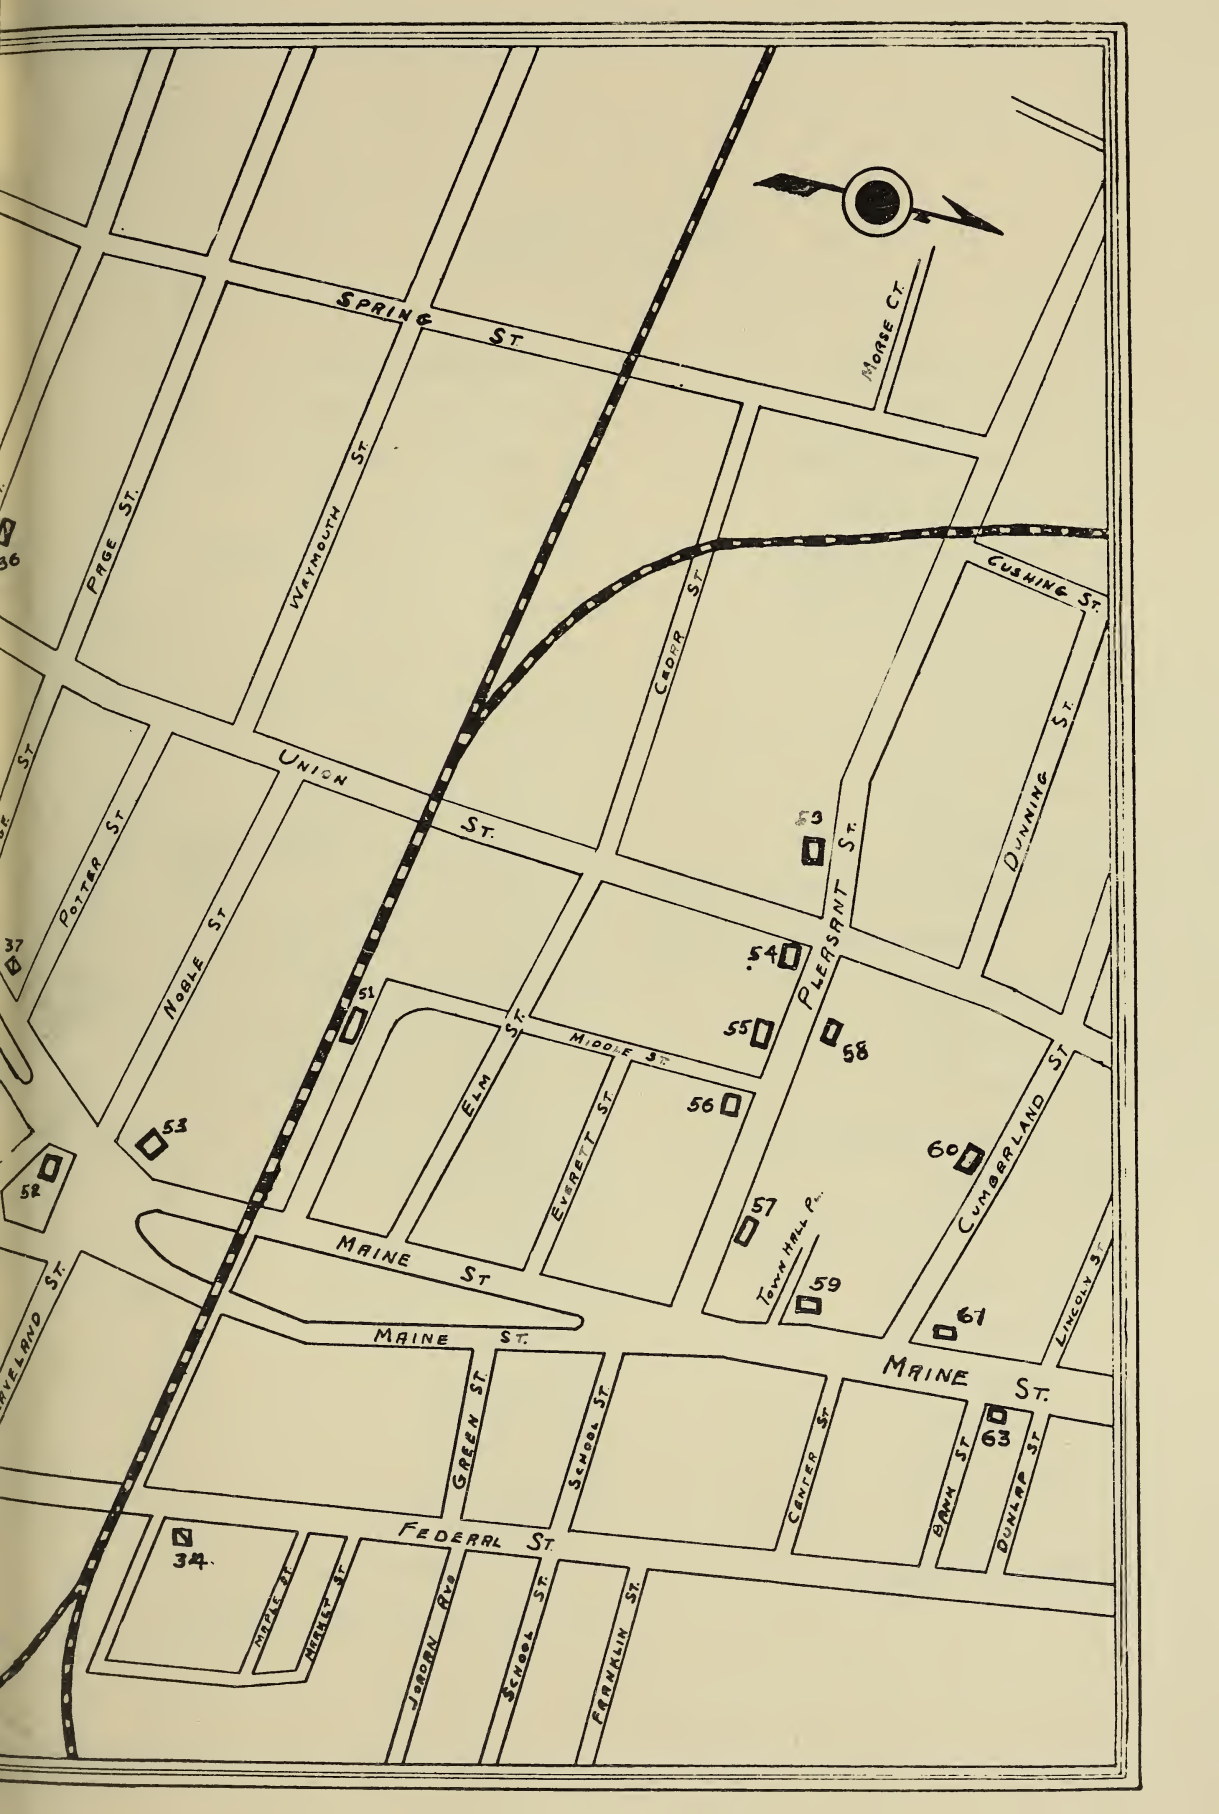 SPRING ST.
MORSE CT.
WAYMOUTH ST.
PAGE ST.
36
CUSHING ST.
CEDAR ST
ST
UNION ST.
DUNNING ST.
POTTER ST
PLEASANT ST.
NOBLE ST
37
54
51
55
58
MIDDLE ST.
ELM ST.
56
EVERETT ST.
53
60
CUMBERLAND ST
52
57
TOWN HALL PL.
59
61
LINCOLN ST.
MAINE ST
MAINE ST.
MAINE ST.
ST.
GREEN ST.
SCHOOL ST.
CENTER ST
BANK ST
63
DUNLAP ST
FEDERAL ST.
34
MAPLE ST.
MARKET ST
JORDAN AVE
SCHOOL ST.
FRANKLIN ST.